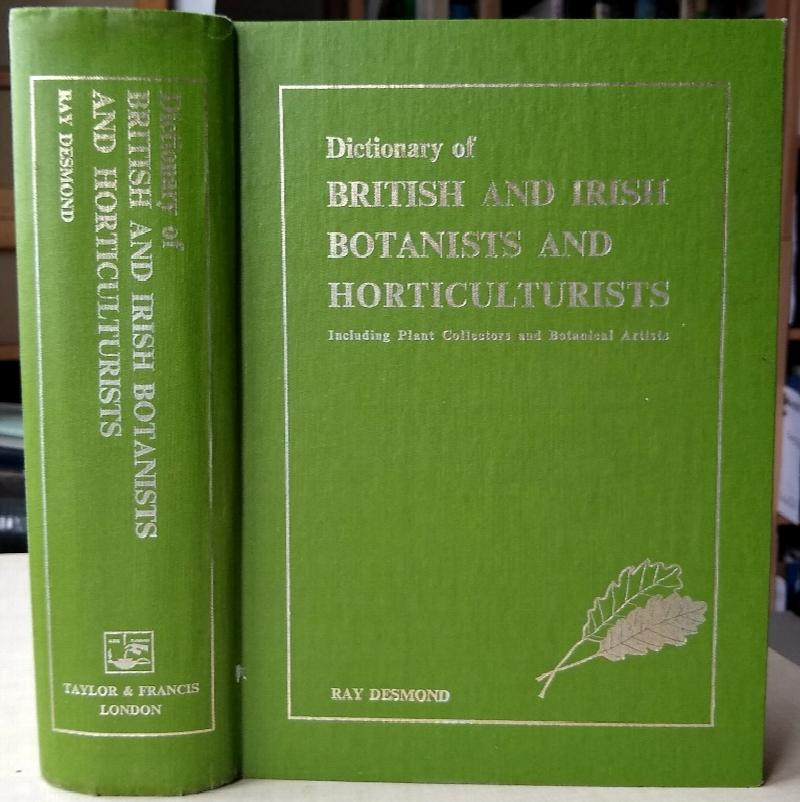 Dictionary of
BRITISH AND IRISH BOTANISTS
AND HORTICULTURISTS
RAY DESMOND
TAYLOR & FRANCIS
LONDON
Dictionary of
BRITISH AND IRISH
BOTANISTS AND
HORTICULTURISTS
Including Plant Collectors and Botanical Artists
RAY DESMOND